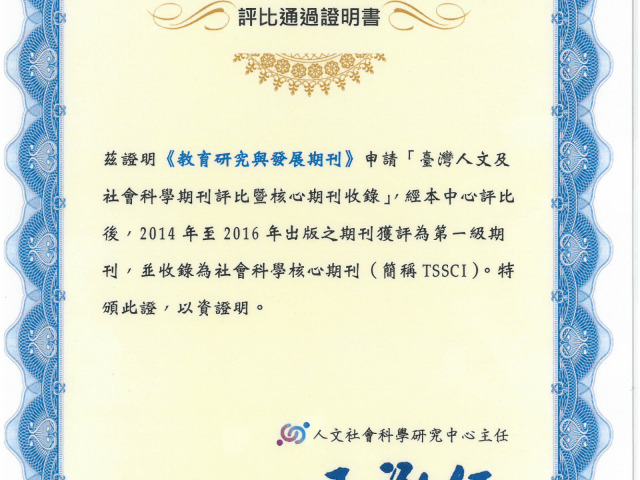 評比通過證明書
茲證明《教育研究與發展期刊》申請「臺灣人文及
社會科學期刊評比暨核心期刊收錄」,經本中心評比
後,2014 年至 2016 年出版之期刊獲評為第一級期
刊,並收錄為社會科學核心期刊(簡稱 TSSCI)。特
頒此證,以資證明。
人文社會科學研究中心主任